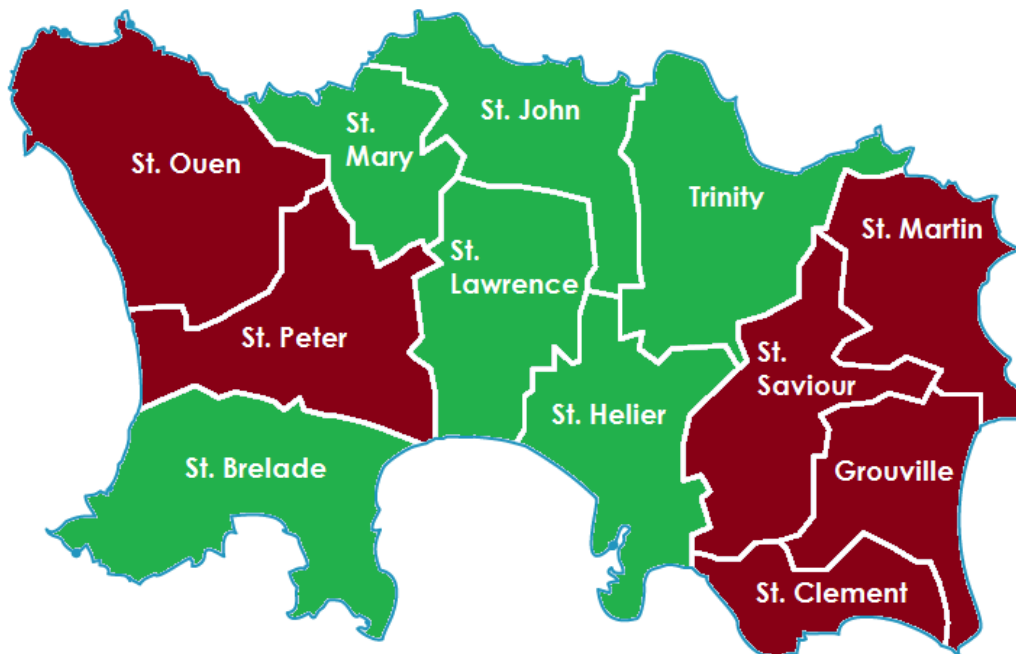 St. John
St.
Mary
St. Ouen
Trinity
St. Martin
St.
Lawrence
St. Peter
St.
Saviour
St. Helier
St. Brelade
Grouville
St. Clement